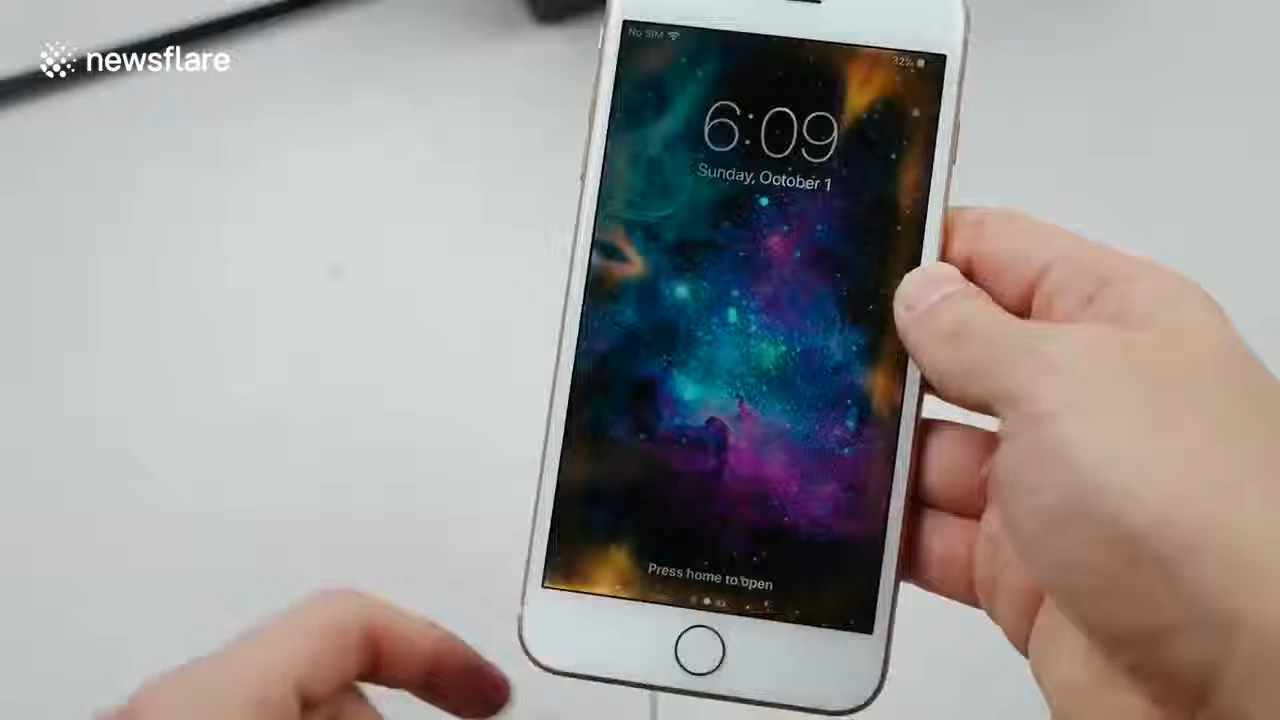 newsflare
No SIM
32%
6:09
Sunday, October 1
Press home to open